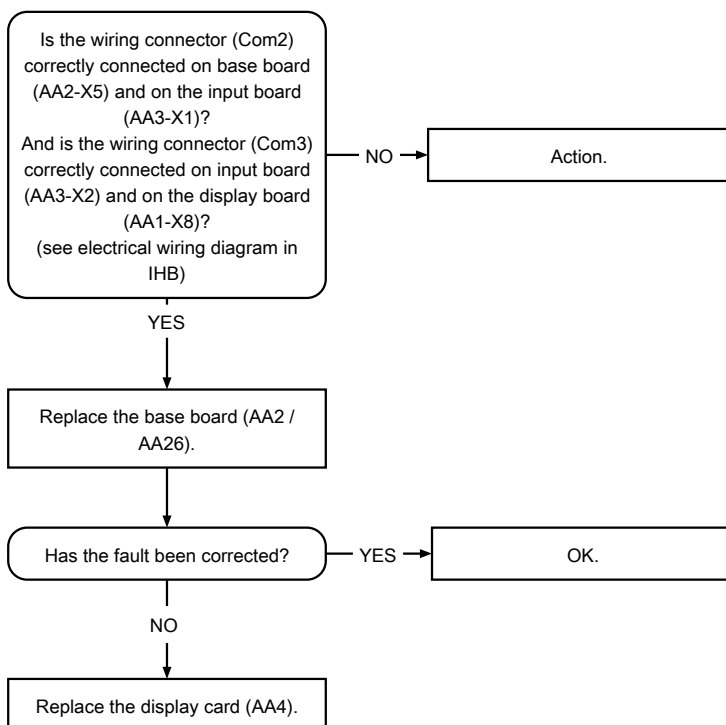 Is the wiring connector (Com2)
correctly connected on base board
(AA2-X5) and on the input board
(AA3-X1)?
And is the wiring connector (Com3)
correctly connected on input board
(AA3-X2) and on the display board
(AA1-X8)?
(see electrical wiring diagram in
IHB)
NO
Action.
YES
Replace the base board (AA2 /
AA26).
Has the fault been corrected?
YES
OK.
NO
Replace the display card (AA4).